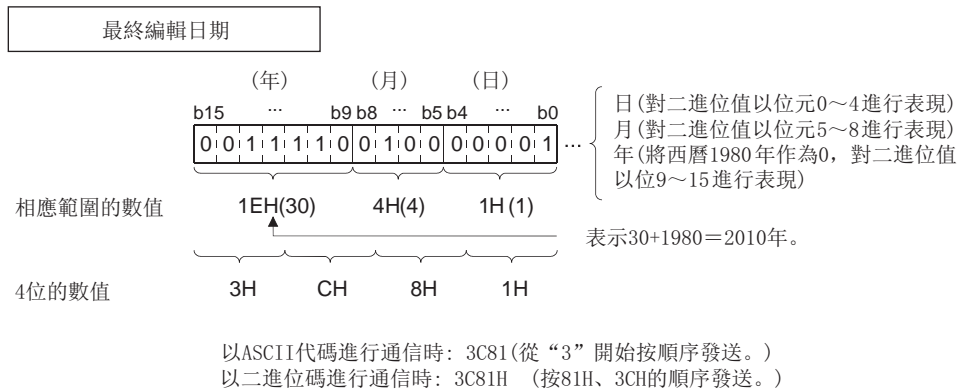 最終編輯日期
(年) (月) (日)
b15 … b9 b8 … b5 b4 … b0
0 0 1 1 1 1 0 0 1 0 0 0 0 0 0 1 …
日(對二進位值以位元0～4進行表現)
月(對二進位值以位元5～8進行表現)
年(將西曆1980年作為0，對二進位值
以位9～15進行表現)
相應範圍的數值 1EH(30) 4H(4) 1H(1)
表示30+1980＝2010年。
4位的數值 3H CH 8H 1H
以ASCII代碼進行通信時: 3C81(從“3”開始按順序發送。)
以二進位碼進行通信時: 3C81H (按81H、3CH的順序發送。)